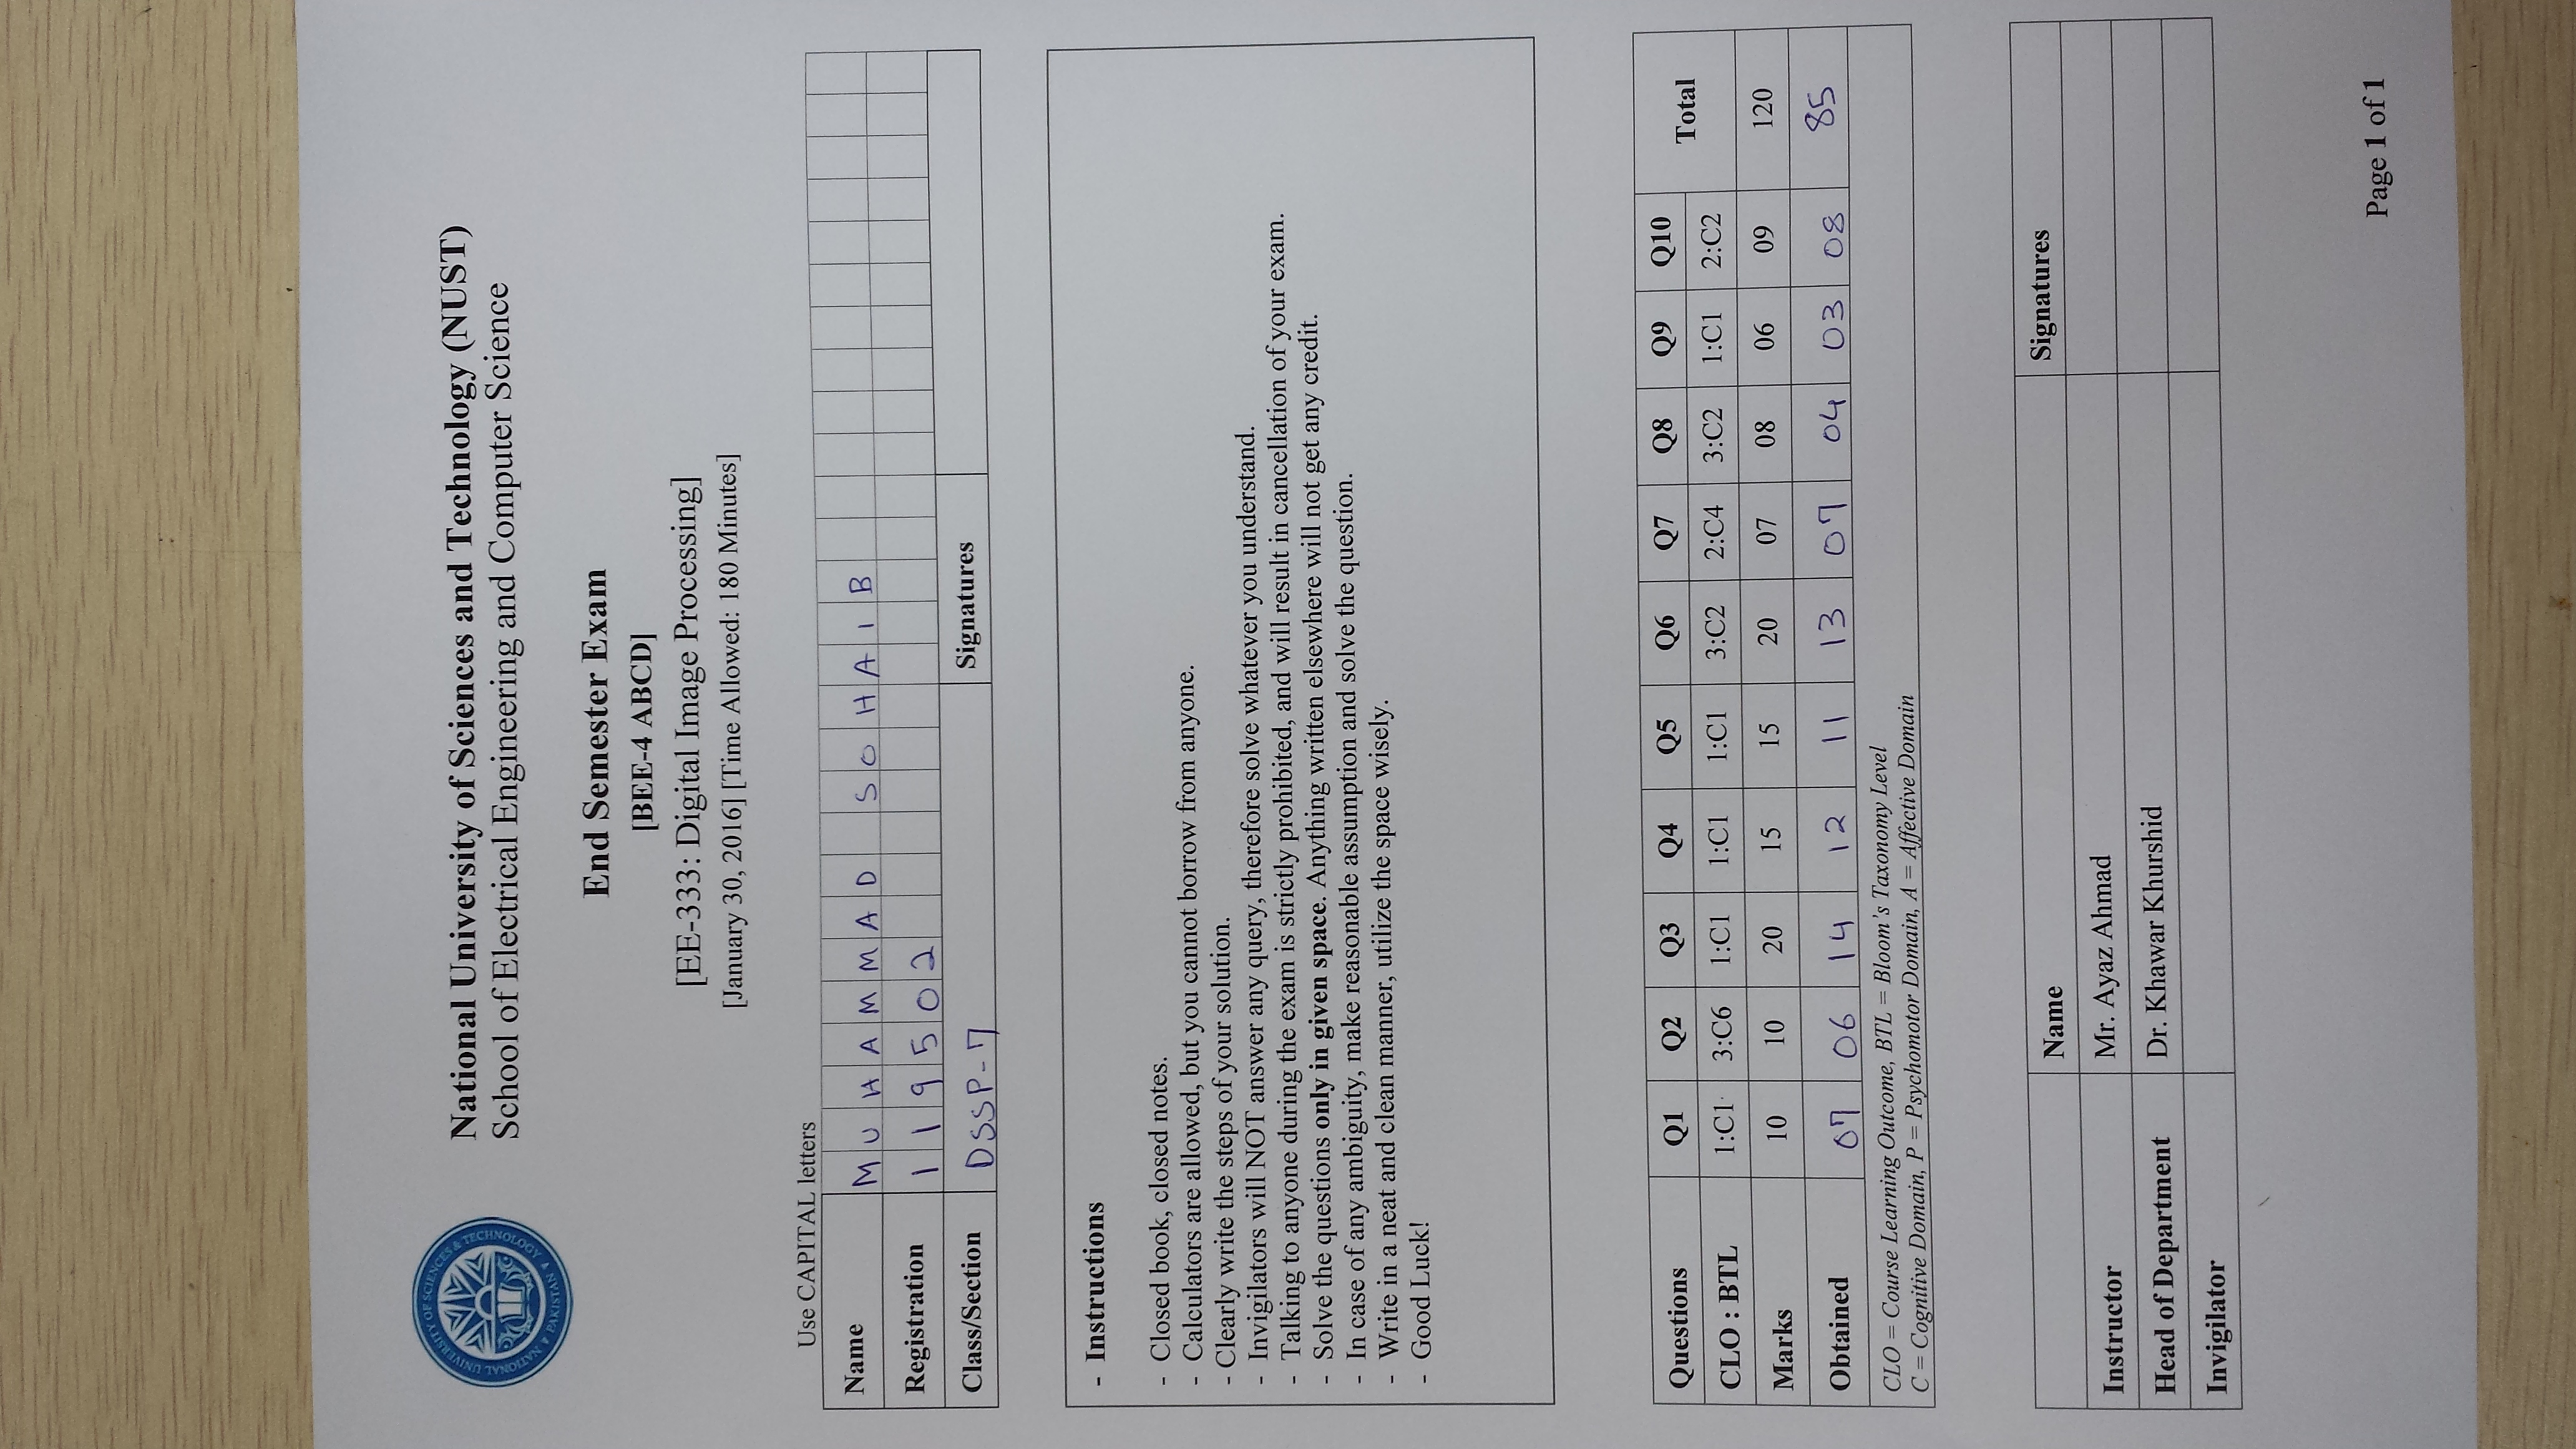 NATIONAL UNIVERSITY OF SCIENCES & TECHNOLOGY
PAKISTAN
National University of Sciences and Technology (NUST)
School of Electrical Engineering and Computer Science
End Semester Exam
[BEE-4 ABCD]
[EE-333: Digital Image Processing]
[January 30, 2016] [Time Allowed: 180 Minutes]
Use CAPITAL letters
Name MUHAMMAD SOHAIB
Registration 119502
Class/Section DSSP-7 Signatures
- Instructions
- Closed book, closed notes.
- Calculators are allowed, but you cannot borrow from anyone.
- Clearly write the steps of your solution.
- Invigilators will NOT answer any query, therefore solve whatever you understand.
- Talking to anyone during the exam is strictly prohibited, and will result in cancellation of your exam.
- Solve the questions only in given space. Anything written elsewhere will not get any credit.
- In case of any ambiguity, make reasonable assumption and solve the question.
- Write in a neat and clean manner, utilize the space wisely.
- Good Luck!
Questions Q1 Q2 Q3 Q4 Q5 Q6 Q7 Q8 Q9 Q10 Total
CLO : BTL 1:C1 3:C6 1:C1 1:C1 1:C1 3:C2 2:C4 3:C2 1:C1 2:C2
Marks 10 10 20 15 15 20 07 08 06 09 120
Obtained 07 06 14 12 11 13 07 04 03 08 85
CLO = Course Learning Outcome, BTL = Bloom's Taxonomy Level
C = Cognitive Domain, P = Psychomotor Domain, A = Affective Domain
Name Signatures
Instructor Mr. Ayaz Ahmad
Head of Department Dr. Khawar Khurshid
Invigilator
Page 1 of 1